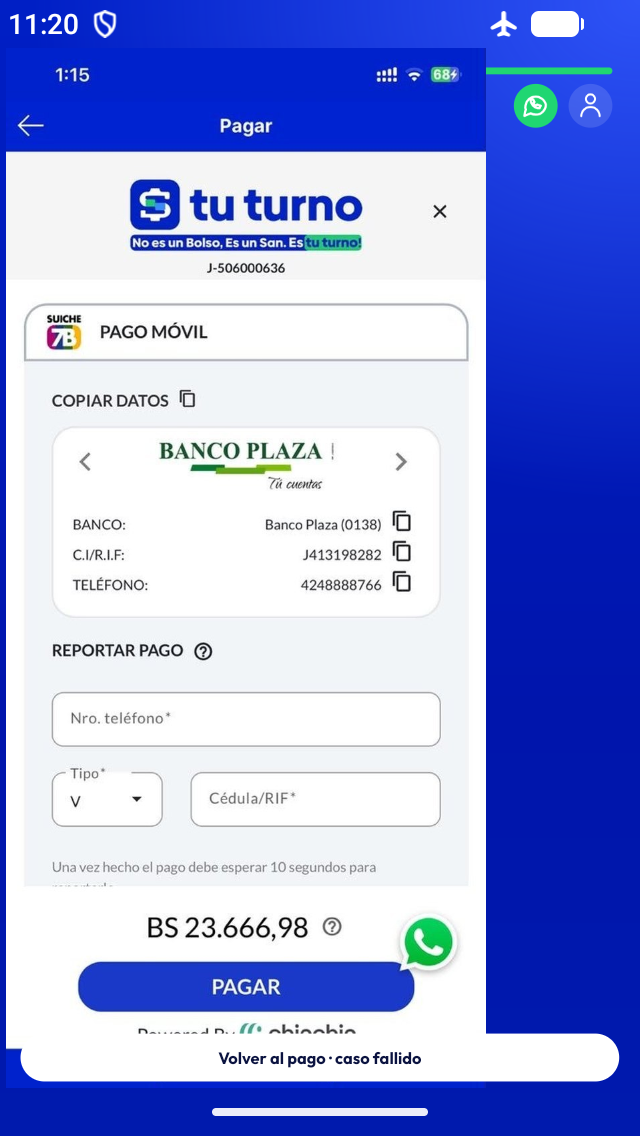 11:20
1:15
68
Pagar
tu turno
No es un Bolso, Es un San. Es tu turno!
J-506000636
SUICHE
7B
PAGO MÓVIL
COPIAR DATOS
BANCO PLAZA
Tú cuentas
BANCO: Banco Plaza (0138)
C.I/R.I.F: J413198282
TELÉFONO: 4248888766
REPORTAR PAGO
Nro. teléfono*
Tipo*
V
Cédula/RIF*
Una vez hecho el pago debe esperar 10 segundos para
BS 23.666,98
PAGAR
Powered By
Volver al pago · caso fallido